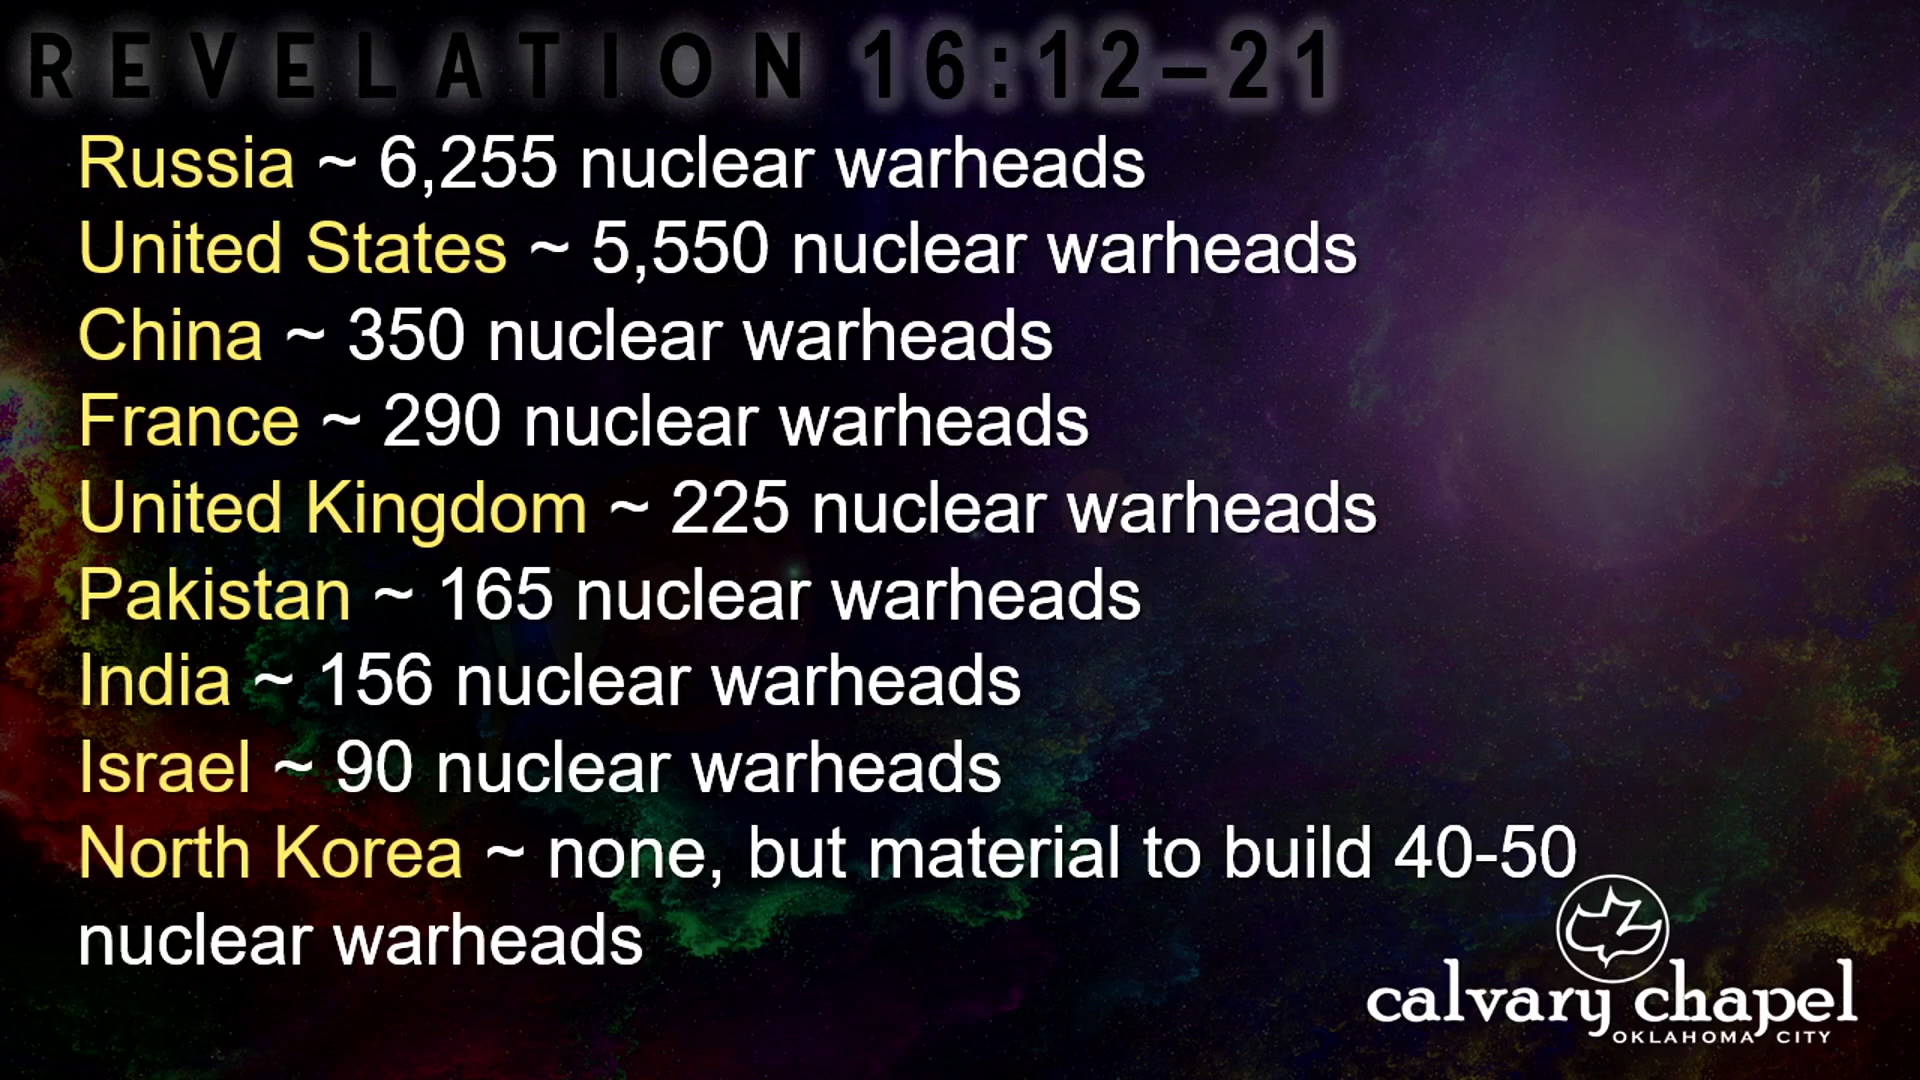 REVELATION 16:12–21
Russia ~ 6,255 nuclear warheads
United States ~ 5,550 nuclear warheads
China ~ 350 nuclear warheads
France ~ 290 nuclear warheads
United Kingdom ~ 225 nuclear warheads
Pakistan ~ 165 nuclear warheads
India ~ 156 nuclear warheads
Israel ~ 90 nuclear warheads
North Korea ~ none, but material to build 40-50
nuclear warheads
calvary chapel
OKLAHOMA CITY